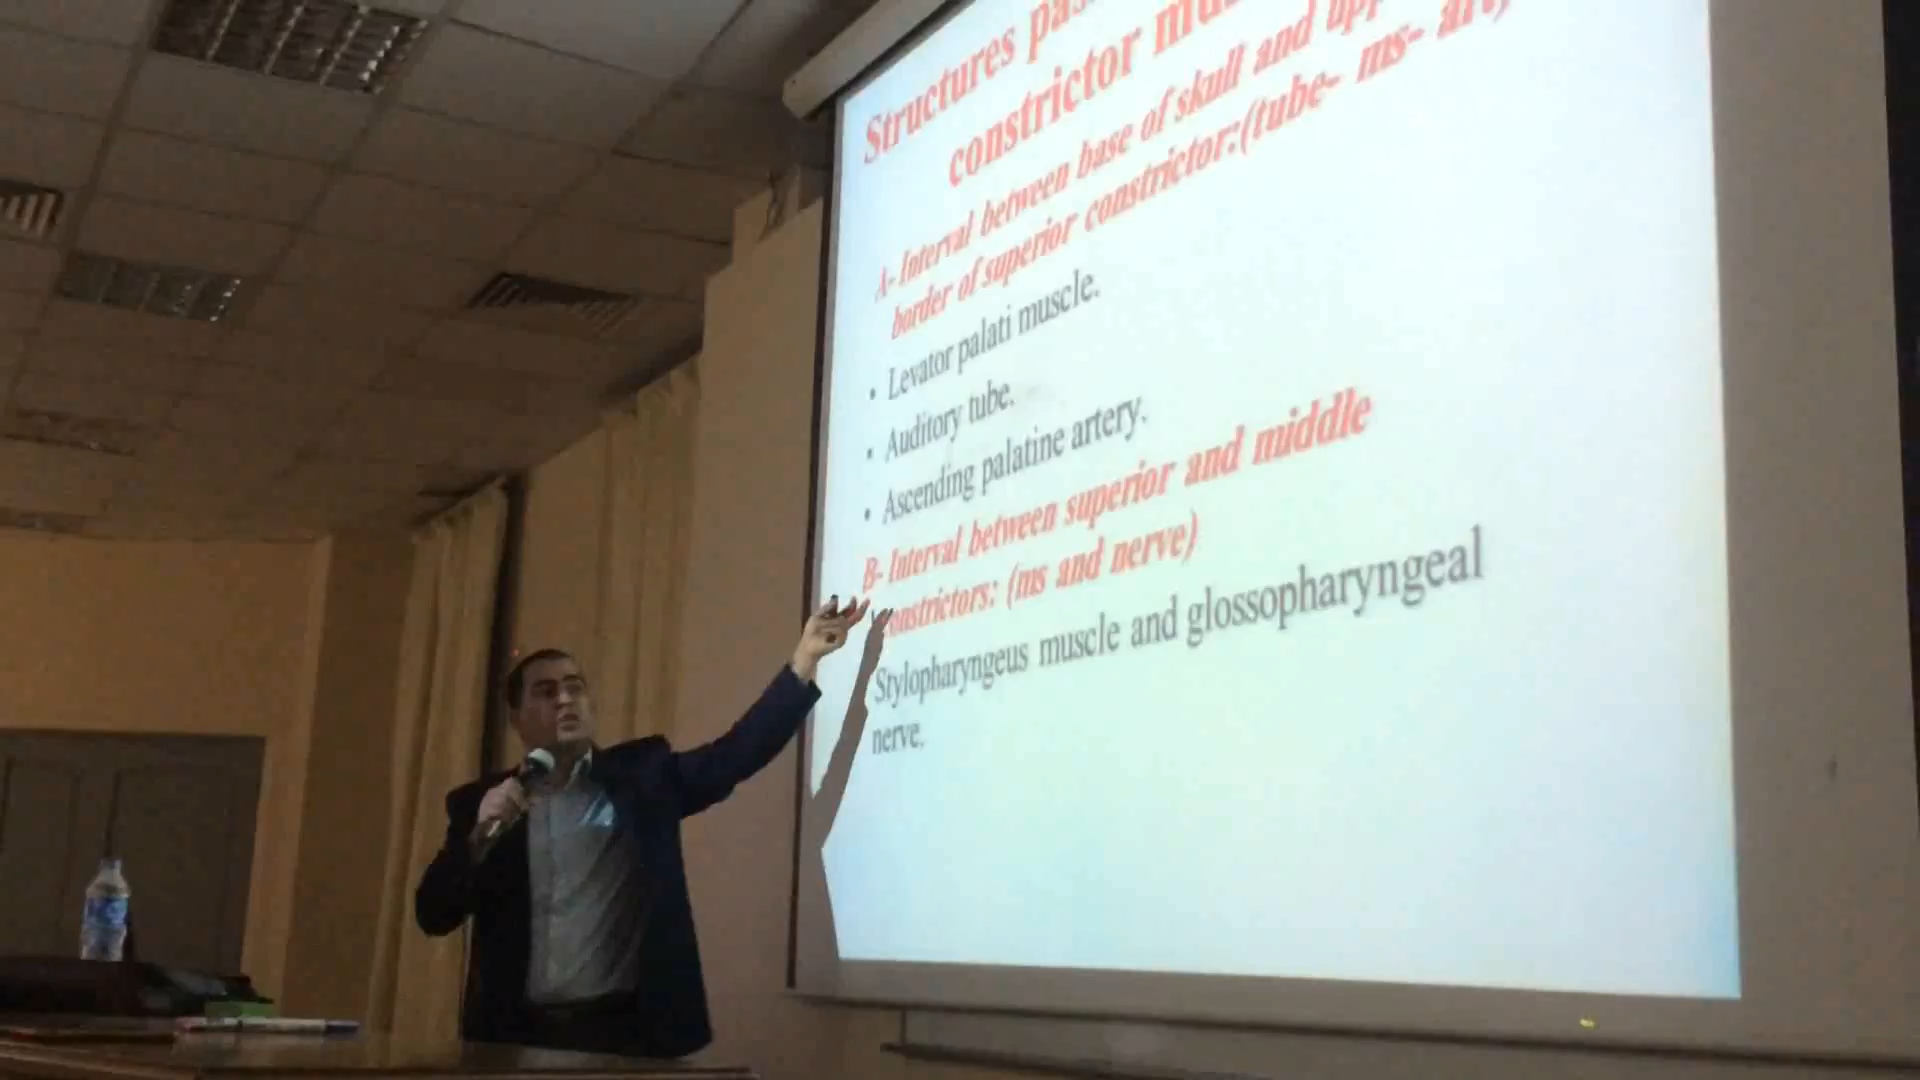 Structures
constrictor
A- Interval between base of skull and
border of superior constrictor:(tube- ms- art)
• Levator palati muscle.
• Auditory tube.
• Ascending palatine artery.
B- Interval between superior and middle
constrictors: (ms and nerve)
Stylopharyngeus muscle and glossopharyngeal
nerve.